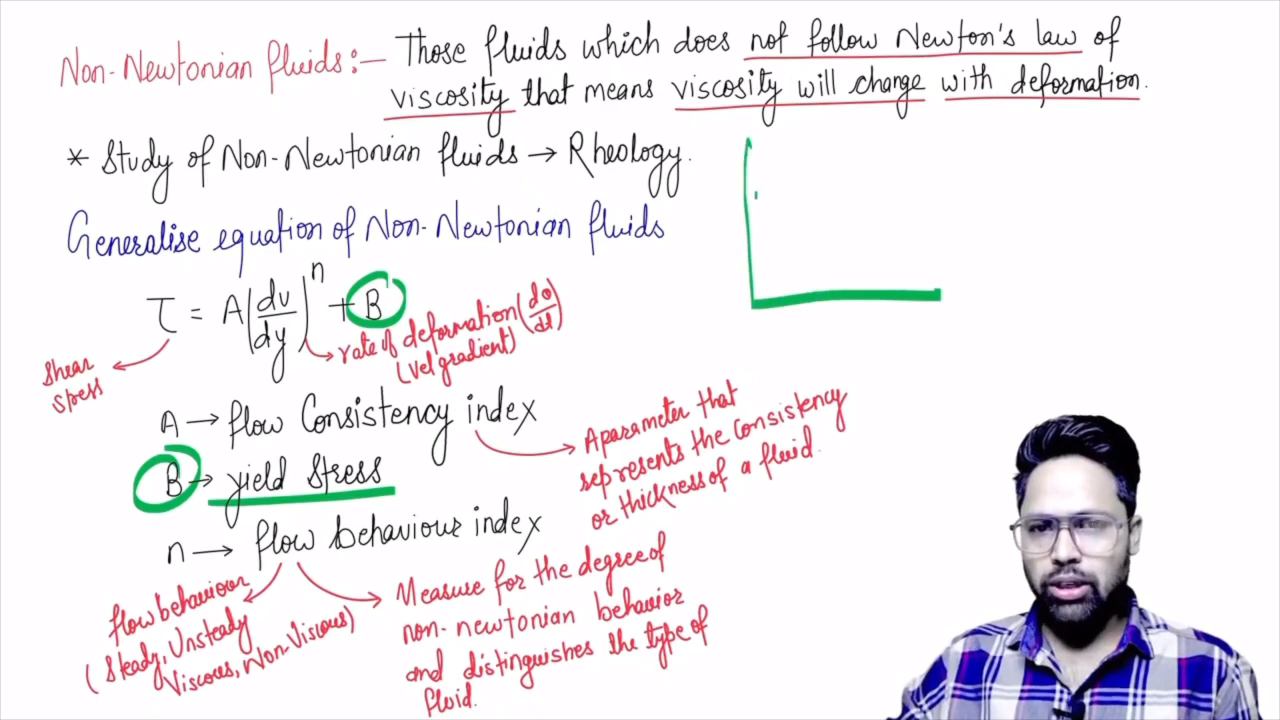 Non-Newtonian fluids:- Those fluids which does not follow Newton's law of
viscosity that means viscosity will change with deformation.
* Study of Non-Newtonian fluids → Rheology.
Generalise equation of Non-Newtonian fluids
τ = A(du/dy)^n + B
rate of deformation (dθ/dt)
(vel gradient)
shear
stress
A → flow Consistency index
A parameter that
represents the consistency
or thickness of a fluid.
B → yield stress
n → flow behaviour index
flow behaviour
(Steady, Unsteady
Viscous, Non-Viscous)
Measure for the degree of
non-newtonian behavior
and distinguishes the type of
fluid.